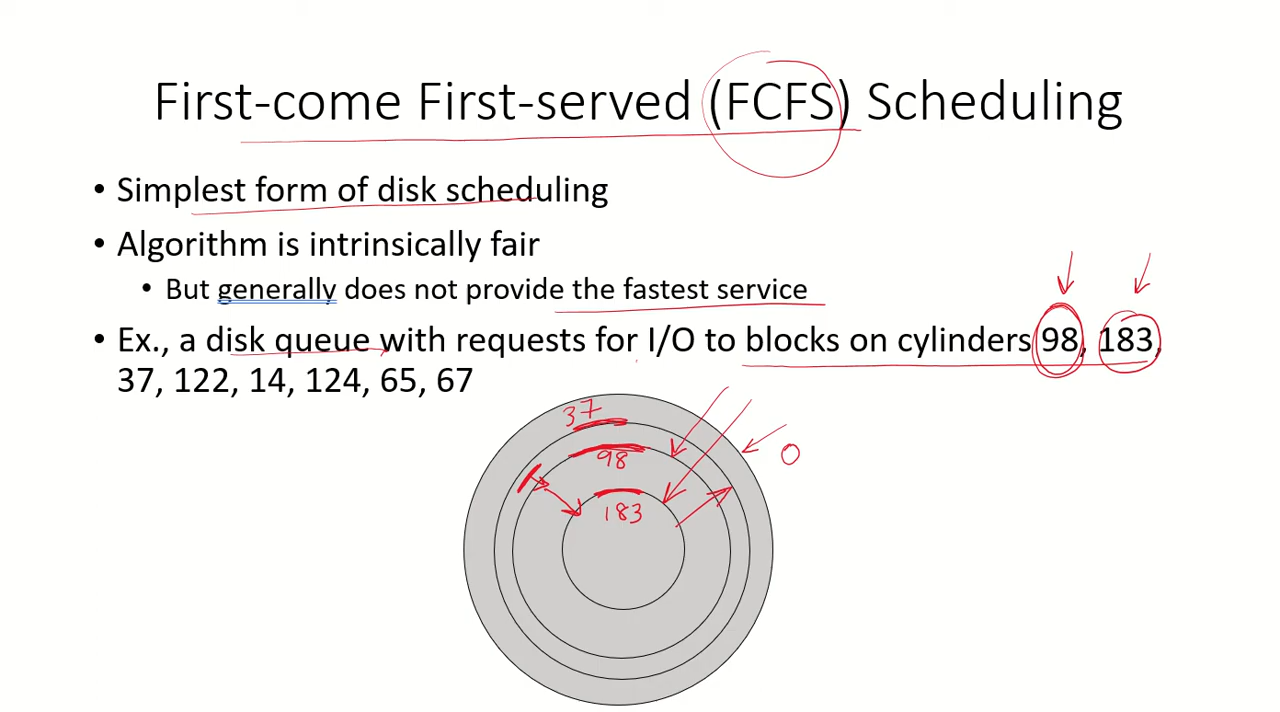 First-come First-served (FCFS) Scheduling
• Simplest form of disk scheduling
• Algorithm is intrinsically fair
• But generally does not provide the fastest service
• Ex., a disk queue with requests for I/O to blocks on cylinders 98, 183,
37, 122, 14, 124, 65, 67
37
98
0
183